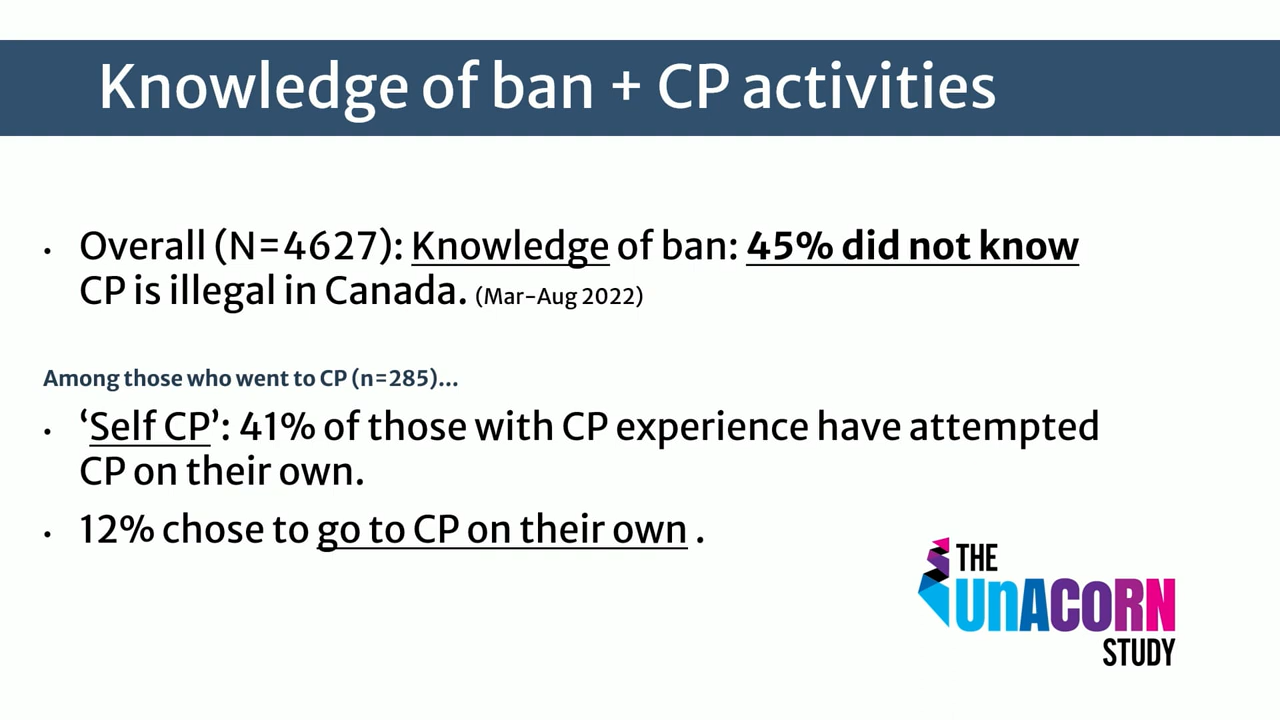 Knowledge of ban + CP activities
• Overall (N=4627): Knowledge of ban: 45% did not know
CP is illegal in Canada. (Mar–Aug 2022)
Among those who went to CP (n=285)...
• ‘Self CP’: 41% of those with CP experience have attempted
CP on their own.
• 12% chose to go to CP on their own .
THE
UnACORN
STUDY